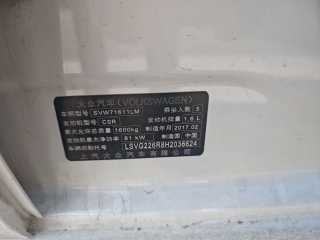 大众汽车(VOLKSWAGEN)
车辆型号 SVW71611LM 乘坐人数 5
发动机型号 CSR 发动机排量 1.6 L
最大允许总质量 1600kg 制造年月 2017.02
发动机最大净功率 81 kW 制造国 中国
车辆识别代号 LSVG226R8H2036624
上汽大众汽车有限公司